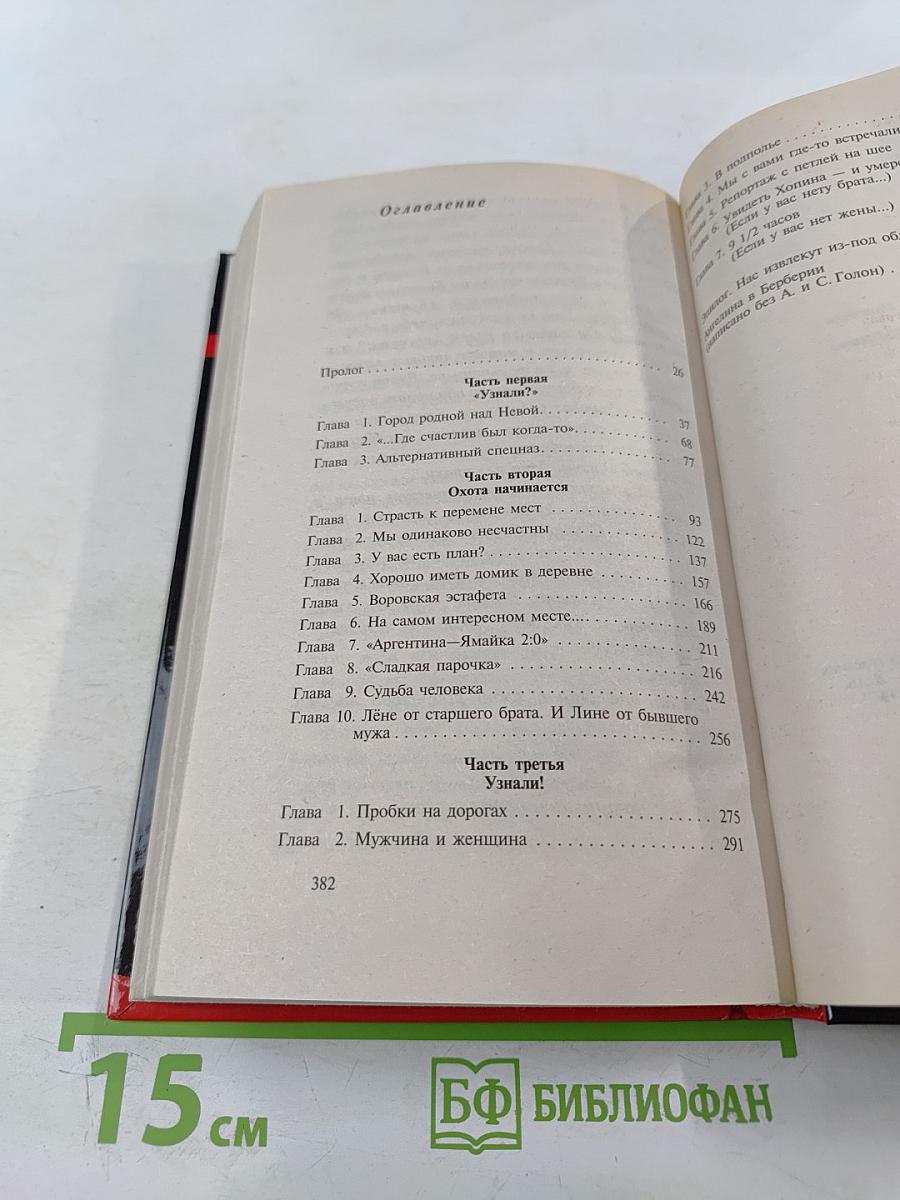 Оглавление
Пролог . . . . . . . . . . . . . . . . . . . . . . . . . . . . . . . . . . 26
Часть первая
«Узнали?»
Глава 1. Город родной над Невой. . . . . . . . . . . . . . 37
Глава 2. «...Где счастлив был когда-то». . . . . . . . . . 68
Глава 3. Альтернативный спецназ. . . . . . . . . . . . . . 77
Часть вторая
Охота начинается
Глава 1. Страсть к перемене мест . . . . . . . . . . . . 93
Глава 2. Мы одинаково несчастны . . . . . . . . . . . . 122
Глава 3. У вас есть план? . . . . . . . . . . . . . . . . . . 137
Глава 4. Хорошо иметь домик в деревне . . . . . . . . . 157
Глава 5. Воровская эстафета . . . . . . . . . . . . . . . . 166
Глава 6. На самом интересном месте... . . . . . . . . . . 189
Глава 7. «Аргентина—Ямайка 2:0» . . . . . . . . . . . . 211
Глава 8. «Сладкая парочка» . . . . . . . . . . . . . . . . 216
Глава 9. Судьба человека . . . . . . . . . . . . . . . . . . 242
Глава 10. Лёне от старшего брата. И Лине от бывшего
мужа . . . . . . . . . . . . . . . . . . . . . . . . . . . . . . 256
Часть третья
Узнали!
Глава 1. Пробки на дорогах . . . . . . . . . . . . . . . . . 275
Глава 2. Мужчина и женщина . . . . . . . . . . . . . . . . 291
382
3. В подполье . . . . . . . . . .
4. Мы с вами где-то встречали
5. Репортаж с петлей на шее
6. Увидеть Хопина — и умере
(Если у вас нету брата...)
Глава 7. 9 1/2 часов
(Если у вас нет жены...)
Эпилог. Нас извлекут из-под об
Ангелина в Берберии
(написано без А. и С. Голон) .
15 см
БФ БИБЛИОФАН